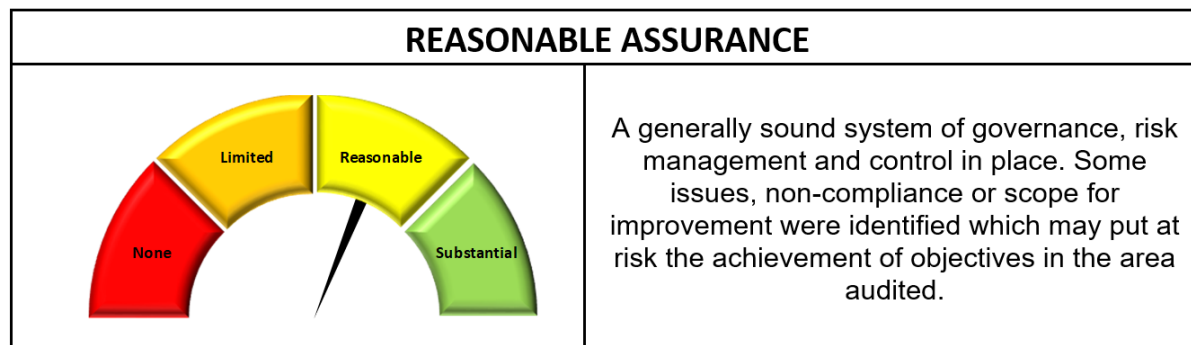 REASONABLE ASSURANCE
Limited
Reasonable
None
Substantial
A generally sound system of governance, risk
management and control in place. Some
issues, non-compliance or scope for
improvement were identified which may put at
risk the achievement of objectives in the area
audited.